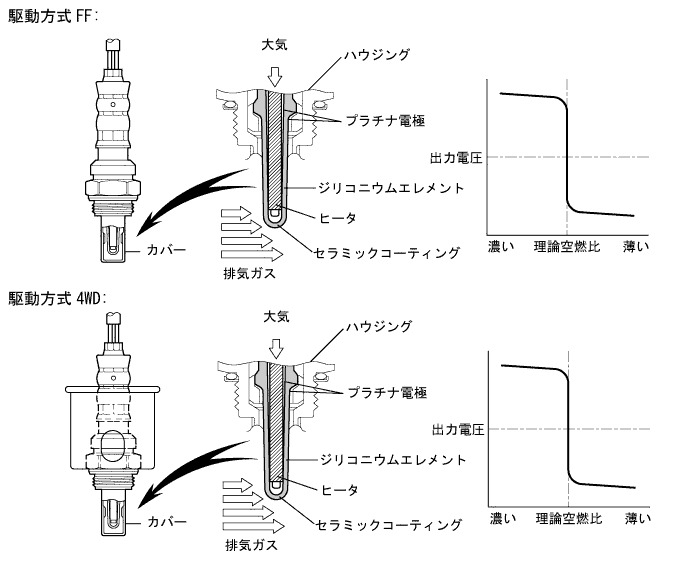 駆動方式 FF:
大気
ハウジング
プラチナ電極
ジリコニウムエレメント
ヒータ
セラミックコーティング
排気ガス
カバー
出力電圧
濃い 理論空燃比 薄い
駆動方式 4WD:
大気
ハウジング
プラチナ電極
ジリコニウムエレメント
ヒータ
セラミックコーティング
排気ガス
カバー
出力電圧
濃い 理論空燃比 薄い